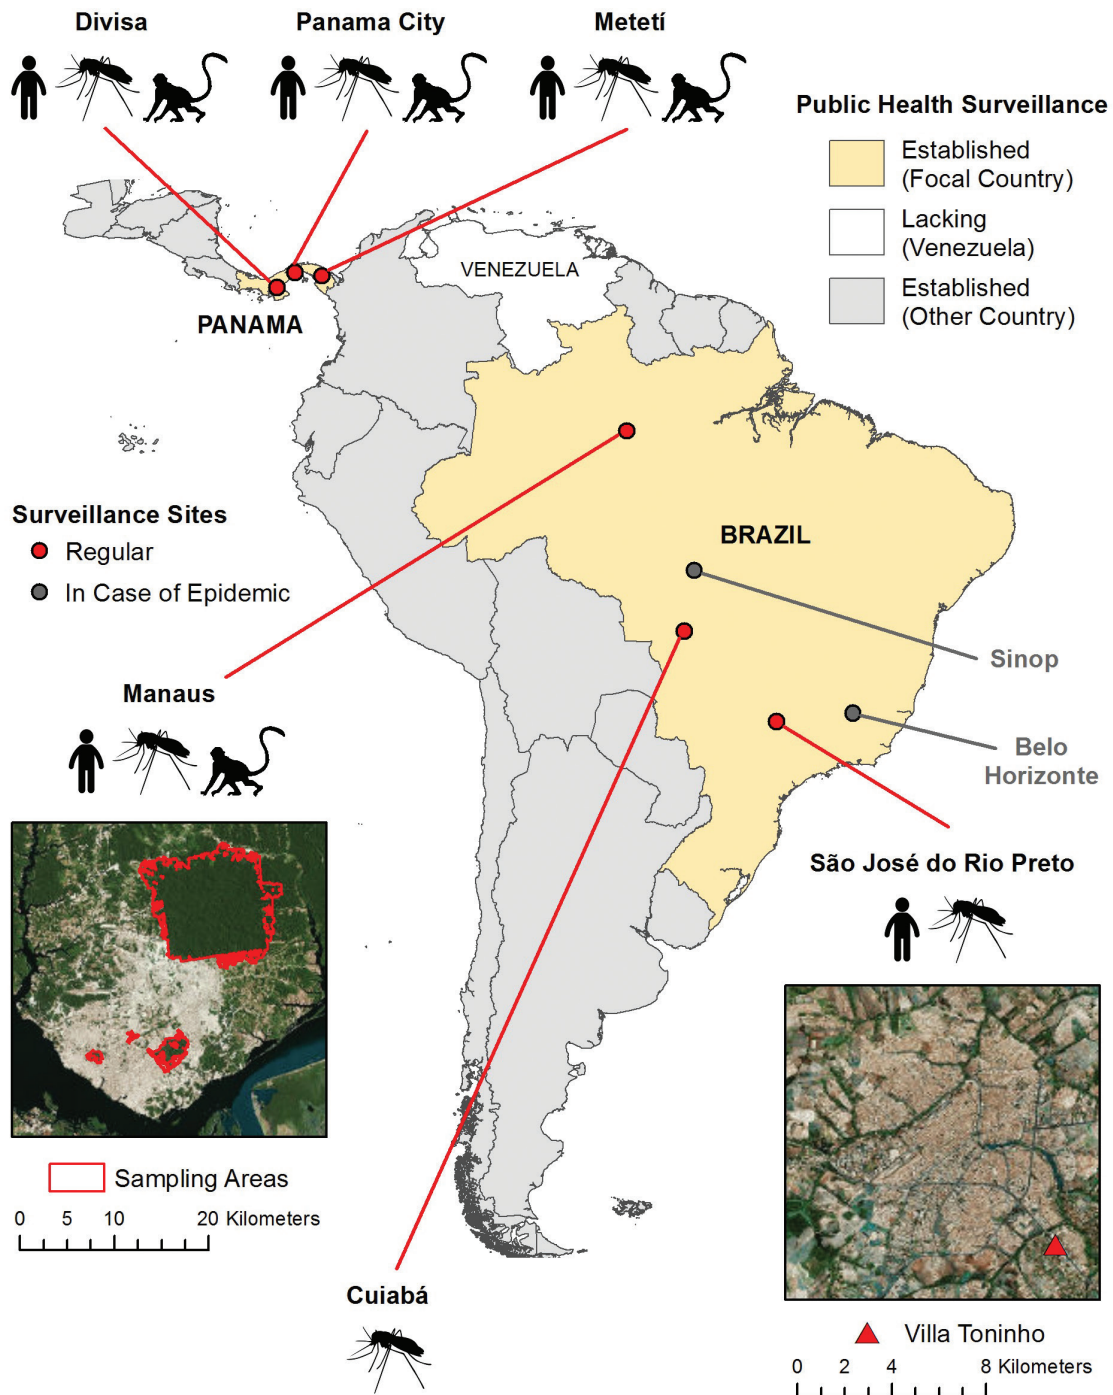 Divisa
Panama City
Metetí
Public Health Surveillance
Established
(Focal Country)
Lacking
(Venezuela)
Established
(Other Country)
VENEZUELA
PANAMA
BRAZIL
Surveillance Sites
Regular
In Case of Epidemic
Sinop
Belo
Horizonte
Manaus
São José do Rio Preto
Sampling Areas
0 5 10 20 Kilometers
Cuiabá
Villa Toninho
0 2 4 8 Kilometers